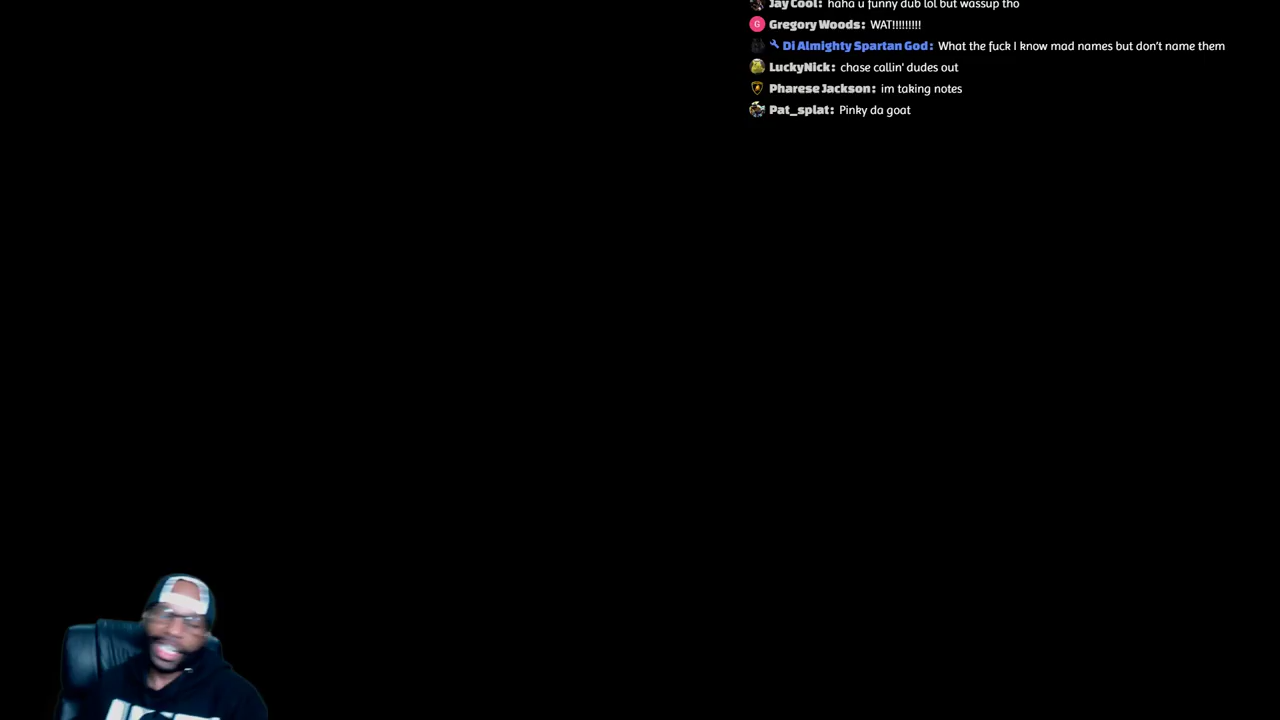 Jay Cool: haha u funny dub lol but wassup tho
G Gregory Woods: WAT!!!!!!!!!
Di Almighty Spartan God: What the fuck I know mad names but don't name them
LuckyNick: chase callin' dudes out
Pharese Jackson: im taking notes
Pat_splat: Pinky da goat